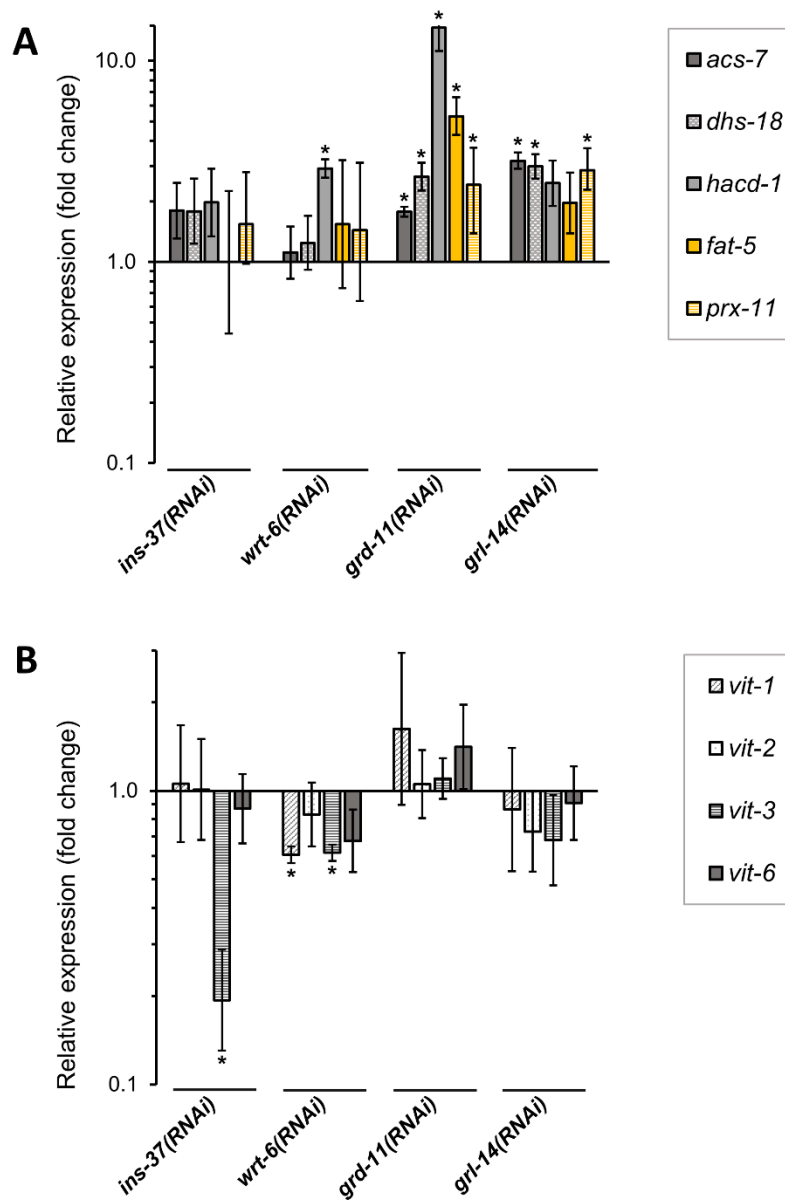 A
Relative expression (fold change)
10.0
1.0
0.1
*
*
*
*
*
*
*
*
*
ins-37(RNAi)
wrt-6(RNAi)
grd-11(RNAi)
grl-14(RNAi)
acs-7
dhs-18
hacd-1
fat-5
prx-11
B
Relative expression (fold change)
1.0
0.1
*
*
*
ins-37(RNAi)
wrt-6(RNAi)
grd-11(RNAi)
grl-14(RNAi)
vit-1
vit-2
vit-3
vit-6